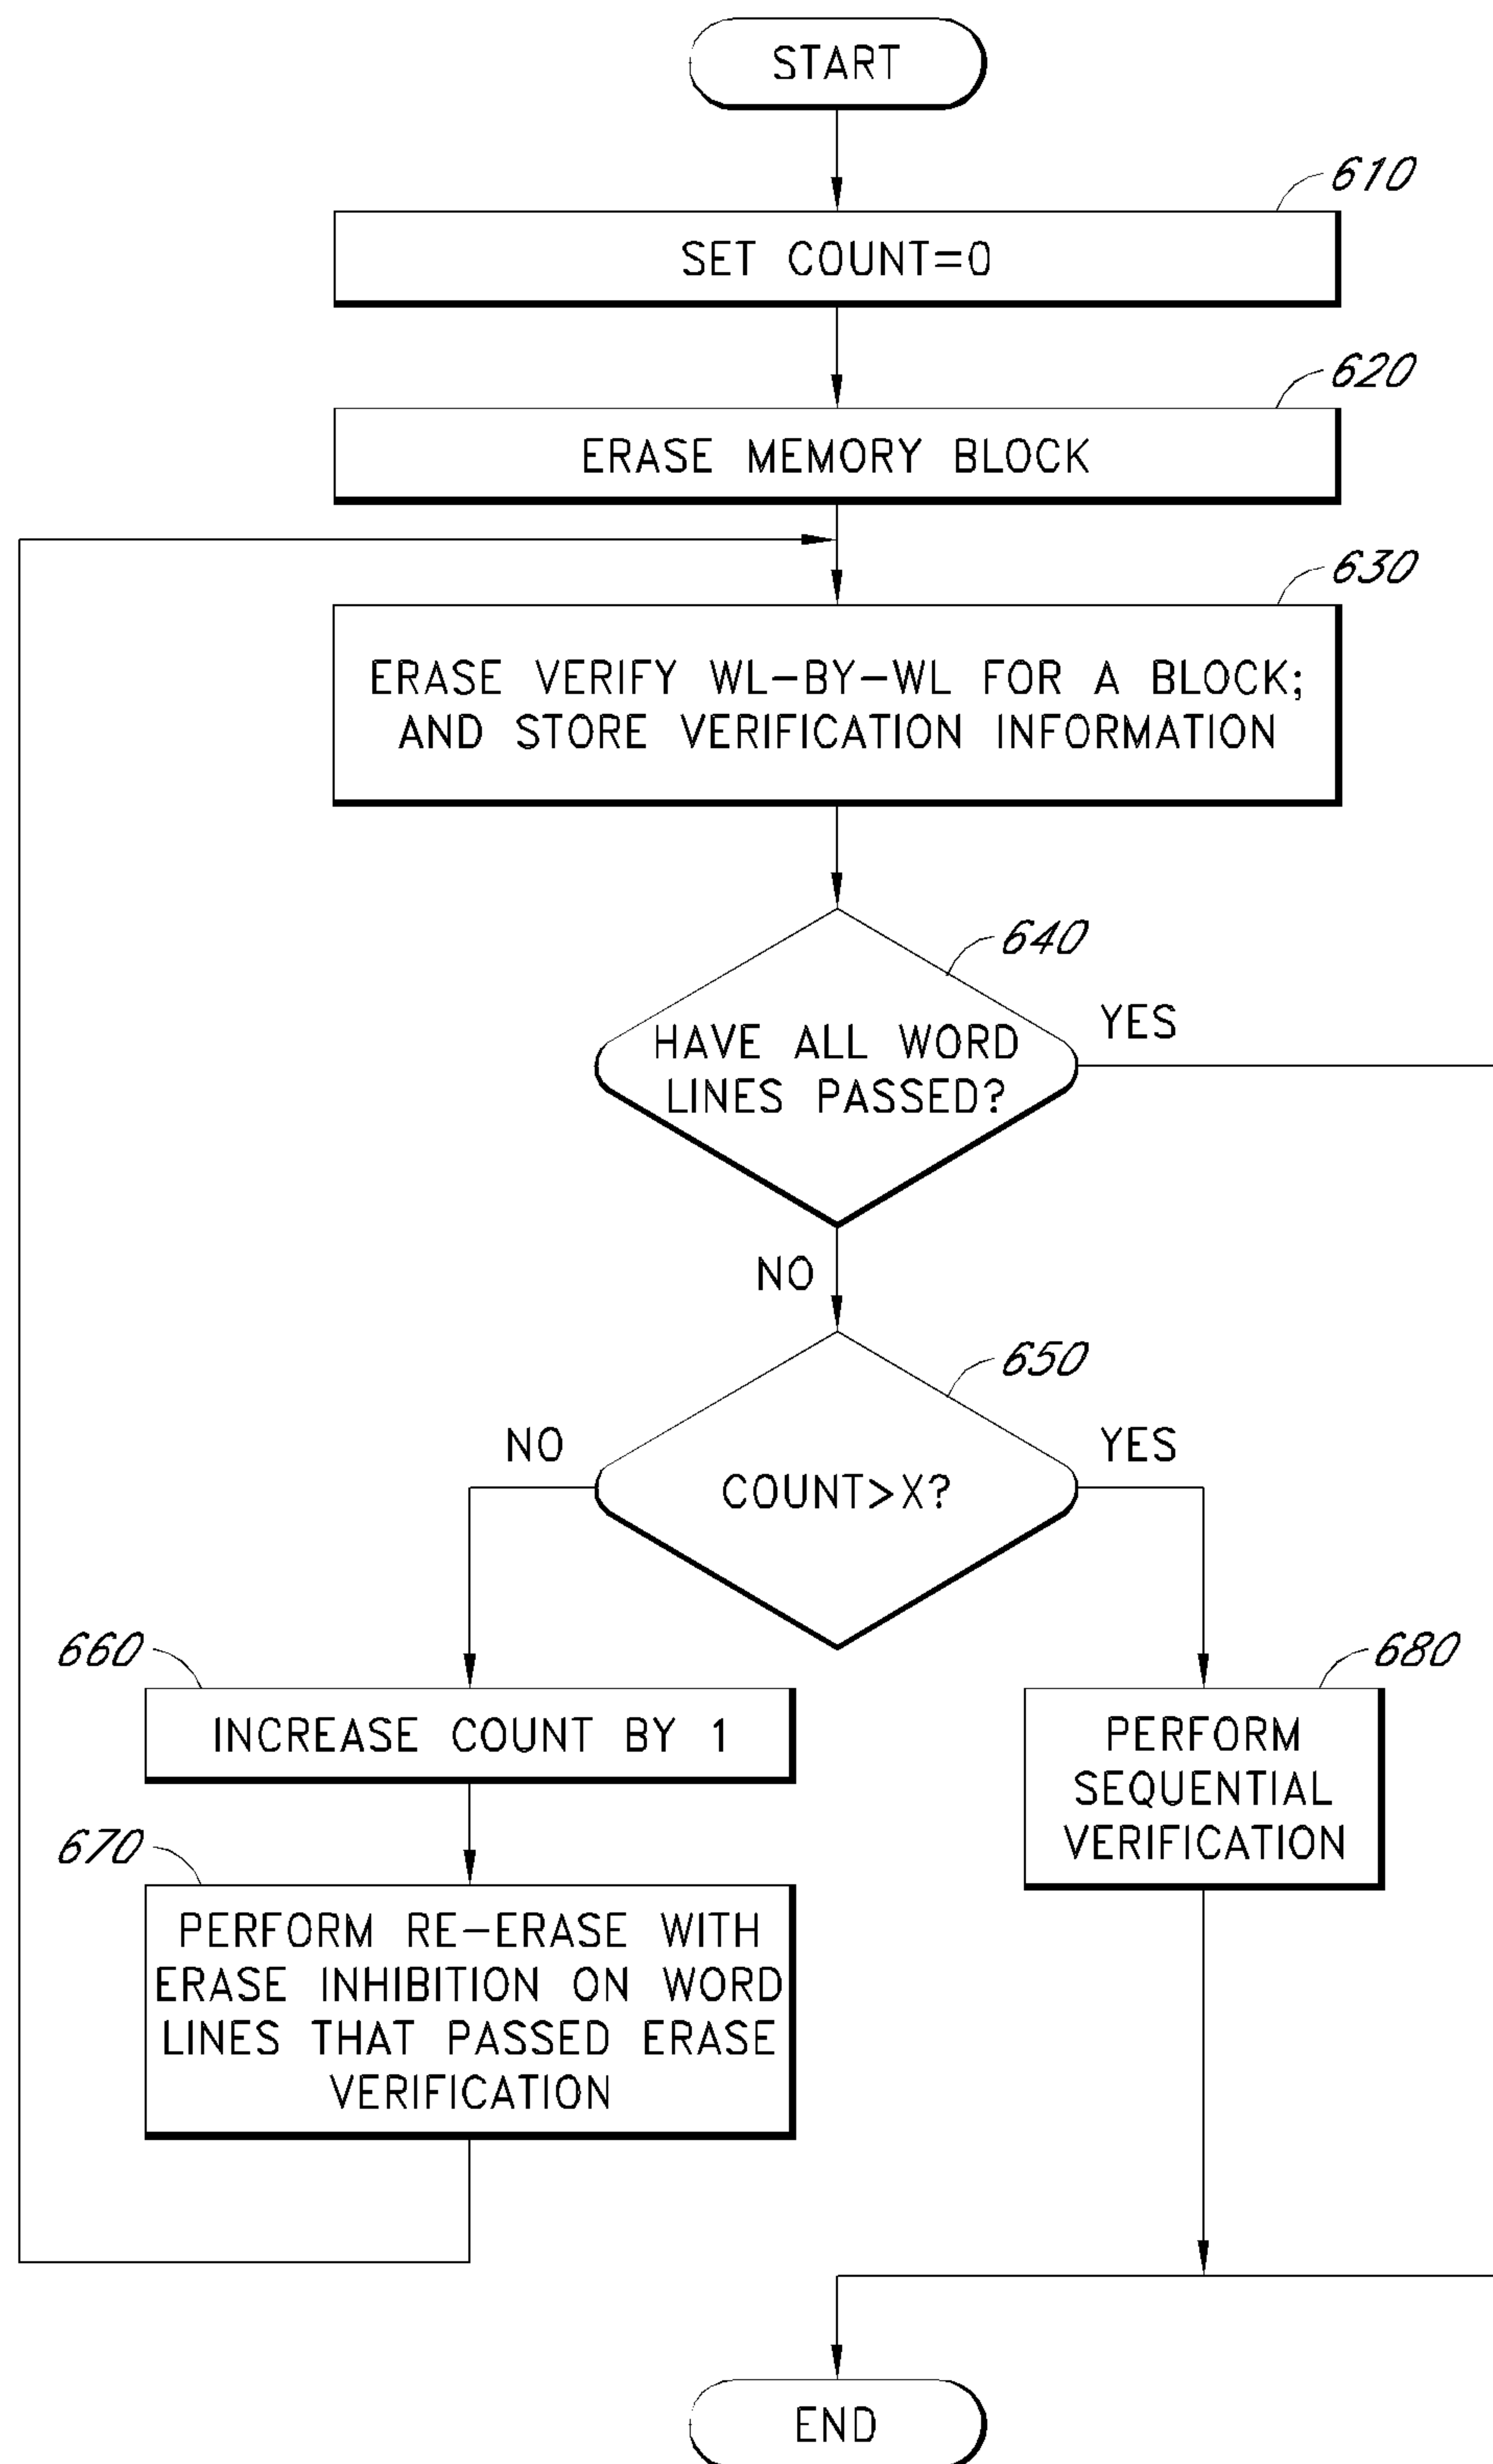 START
610
SET COUNT=0
620
ERASE MEMORY BLOCK
630
ERASE VERIFY WL-BY-WL FOR A BLOCK;
AND STORE VERIFICATION INFORMATION
640
HAVE ALL WORD
LINES PASSED?
YES
NO
650
COUNT>X?
NO
YES
660
INCREASE COUNT BY 1
680
PERFORM
SEQUENTIAL
VERIFICATION
670
PERFORM RE-ERASE WITH
ERASE INHIBITION ON WORD
LINES THAT PASSED ERASE
VERIFICATION
END